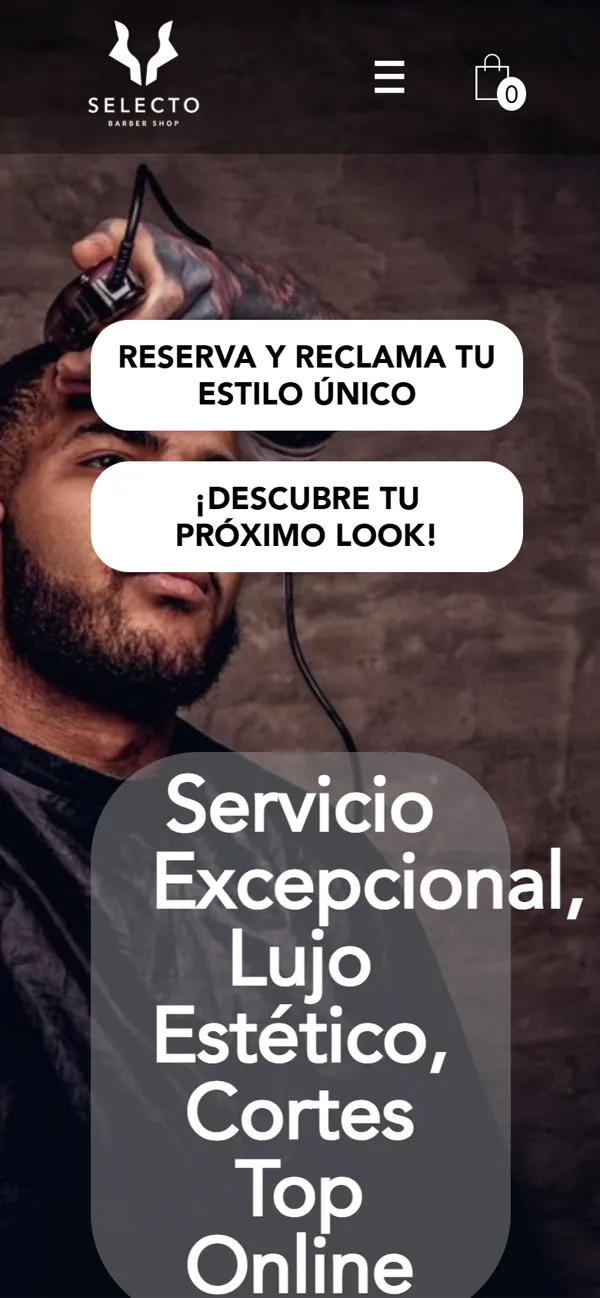 SELECTO
BARBER SHOP
0
RESERVA Y RECLAMA TU
ESTILO ÚNICO
¡DESCUBRE TU
PRÓXIMO LOOK!
Servicio
Excepcional,
Lujo
Estético,
Cortes
Top
Online